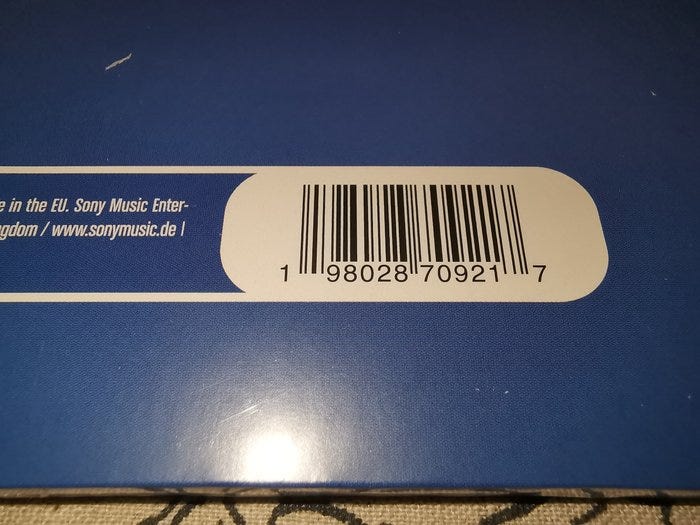 e in the EU. Sony Music Enter-
gdom / www.sonymusic.de |
1 98028 70921 7